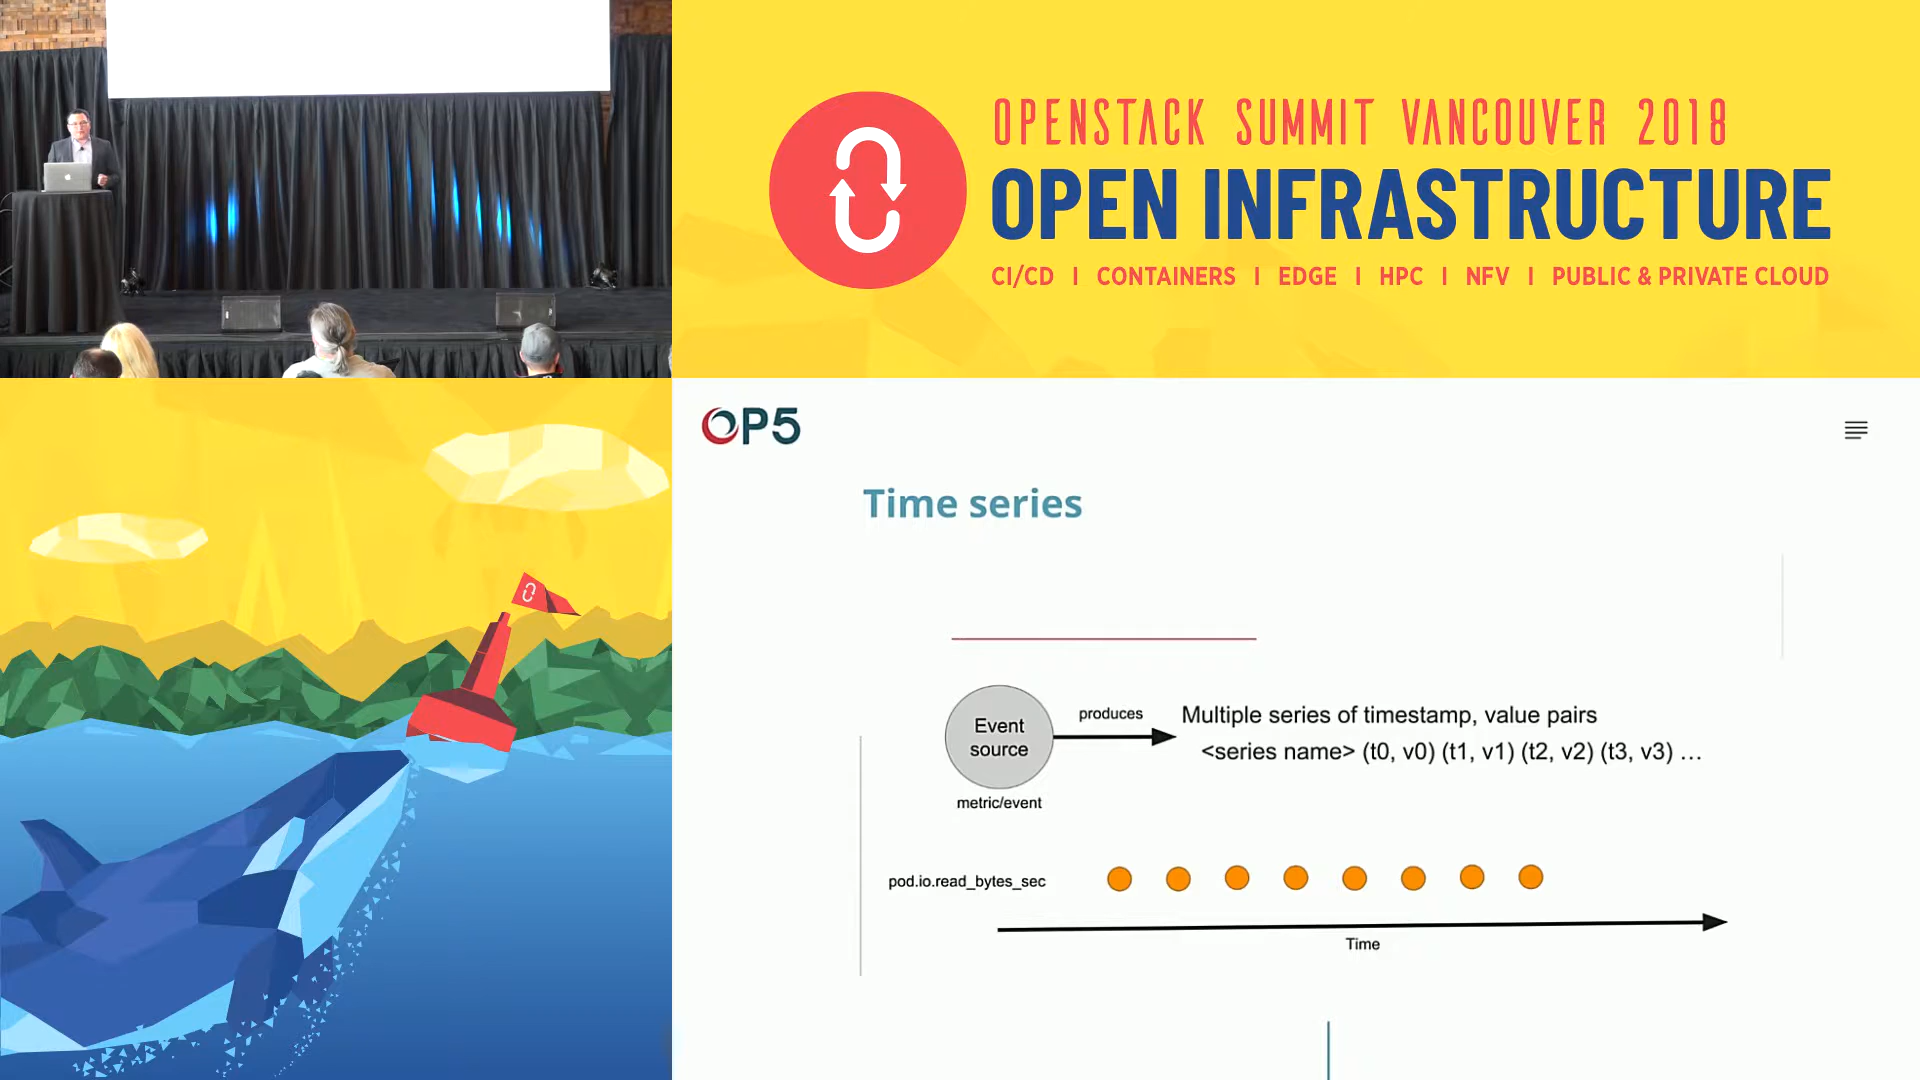 OPENSTACK SUMMIT VANCOUVER 2018
OPEN INFRASTRUCTURE
CI/CD I CONTAINERS I EDGE I HPC I NFV I PUBLIC & PRIVATE CLOUD
OP5
Time series
Event
source
produces
Multiple series of timestamp, value pairs
<series name> (t0, v0) (t1, v1) (t2, v2) (t3, v3) …
metric/event
pod.io.read_bytes_sec
Time